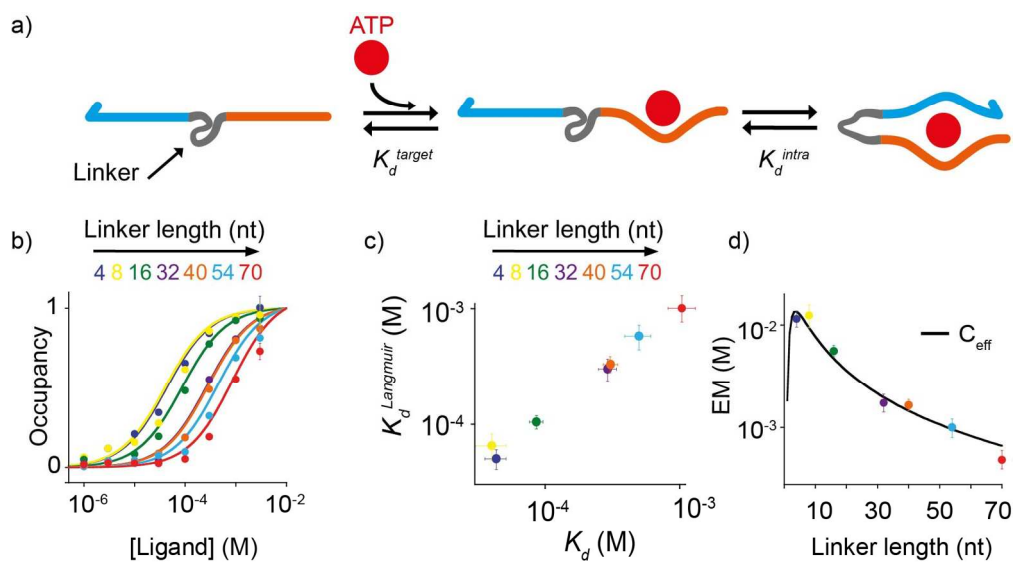 a)
ATP
Linker
K_d^target
K_d^intra
b)
Linker length (nt)
4 8 16 32 40 54 70
1
Occupancy
0
10^-6 10^-4 10^-2
[Ligand] (M)
c)
Linker length (nt)
4 8 16 32 40 54 70
10^-3
K_d^Langmuir (M)
10^-4
10^-4 10^-3
K_d (M)
d)
10^-2
C_eff
EM (M)
10^-3
10 30 50 70
Linker length (nt)